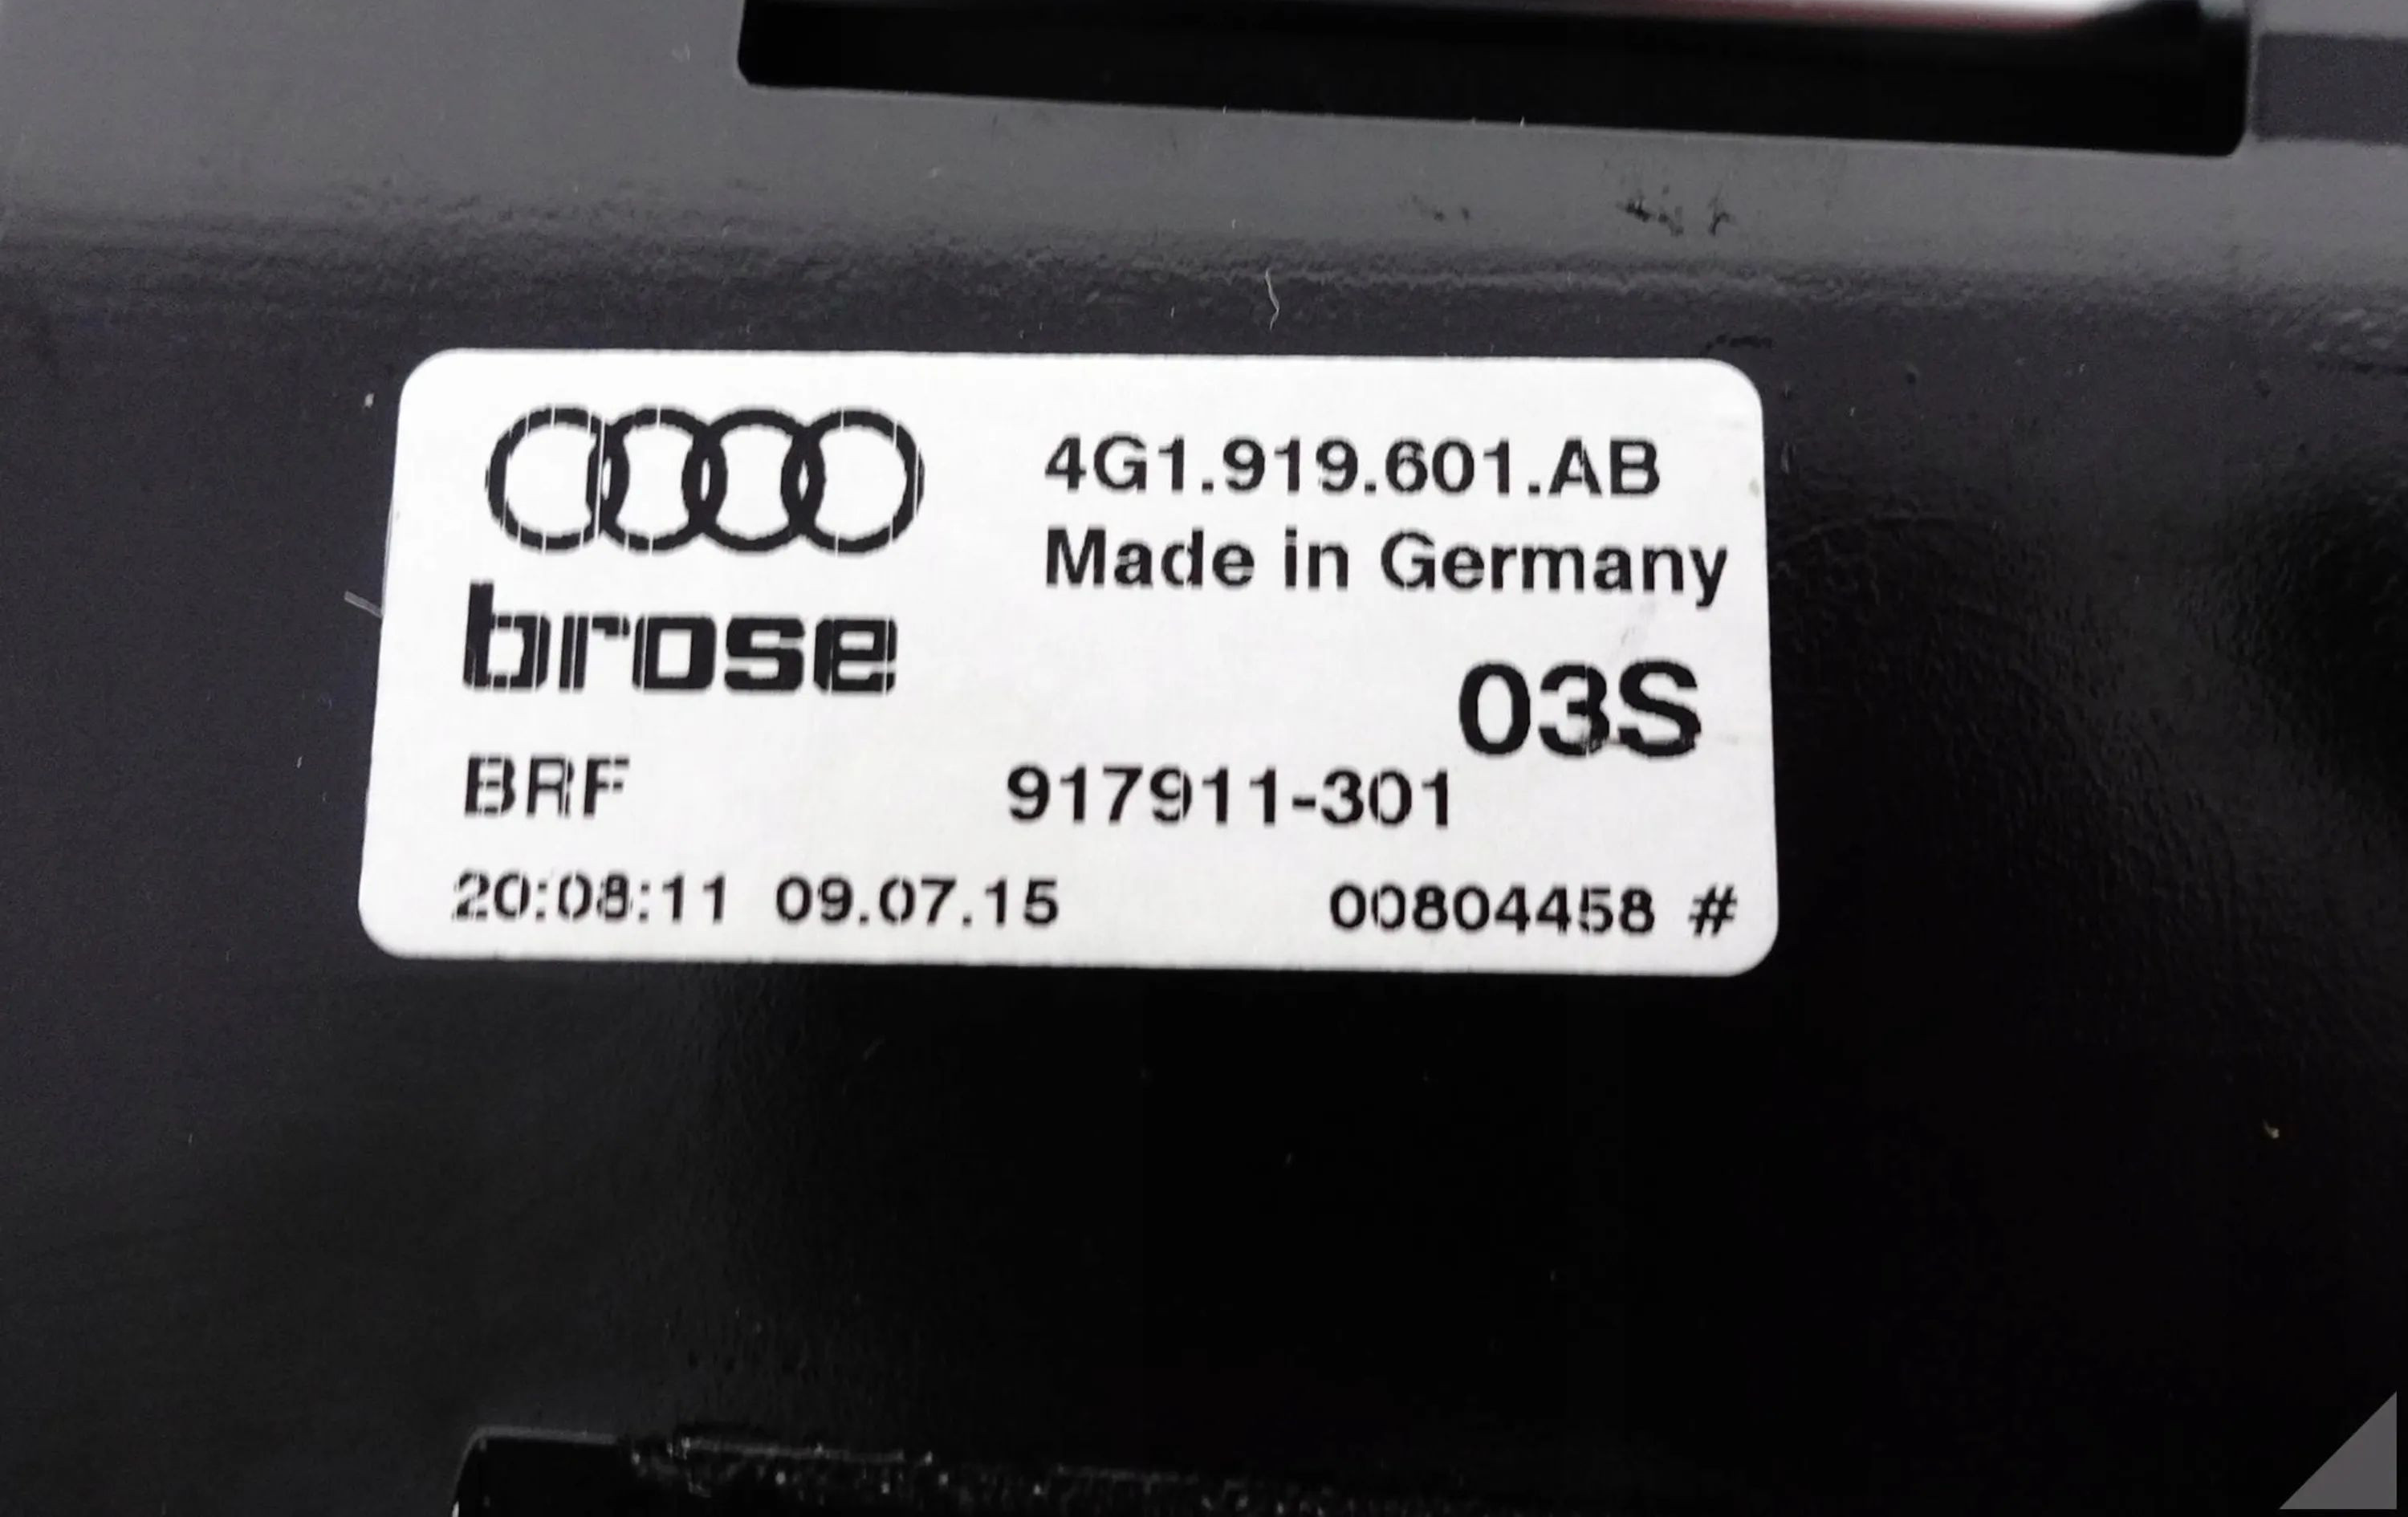 4G1.919.601.AB
Made in Germany
brose
03S
BRF 917911-301
20:08:11 09.07.15 00804458 #